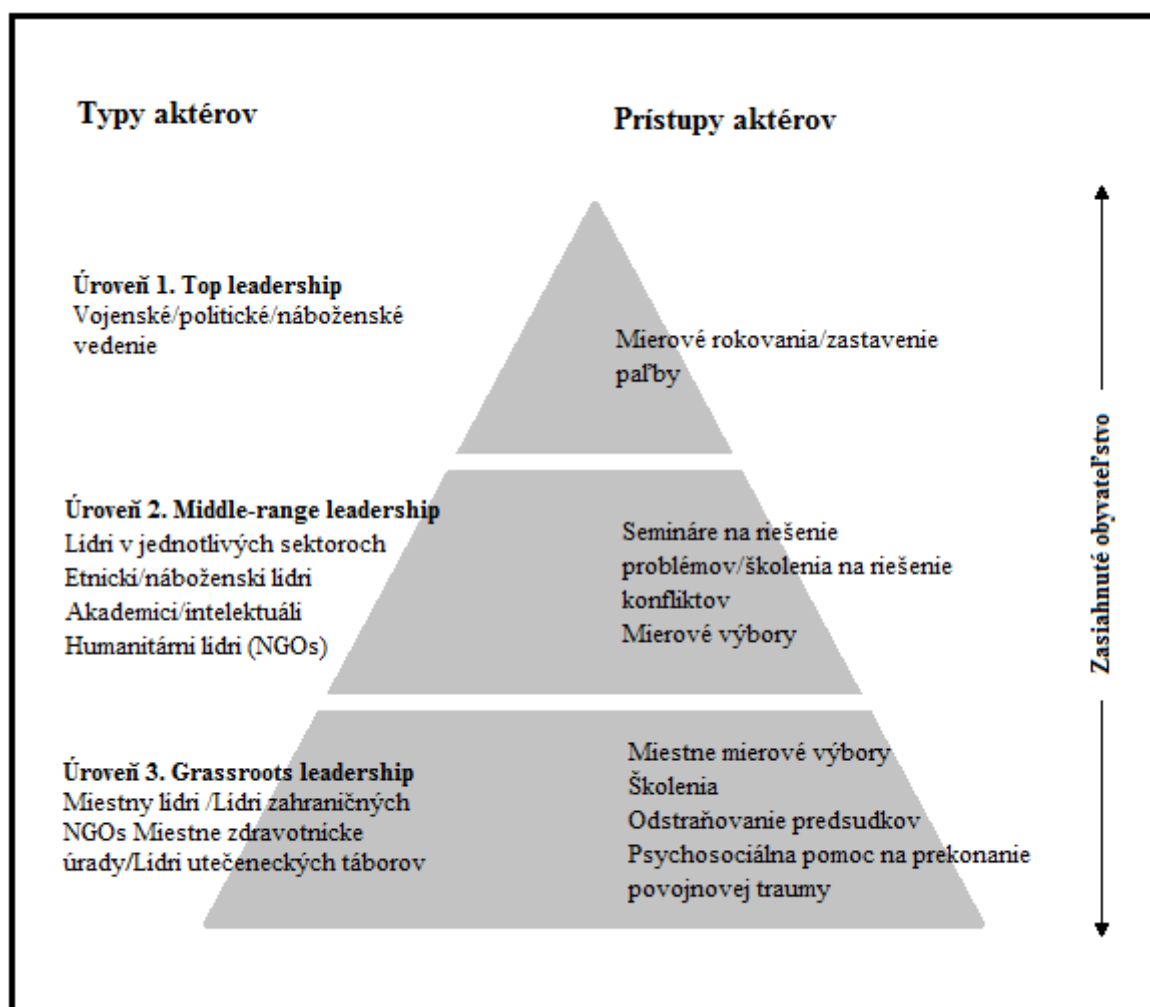 Typy aktérov
Prístupy aktérov
Úroveň 1. Top leadership
Vojenské/politické/náboženské
vedenie
Mierové rokovania/zastavenie
paľby
Úroveň 2. Middle-range leadership
Lídri v jednotlivých sektoroch
Etnickí/náboženskí lídri
Akademici/intelektuáli
Humanitárni lídri (NGOs)
Semináre na riešenie
problémov/školenia na riešenie
konfliktov
Mierové výbory
Úroveň 3. Grassroots leadership
Miestny lídri /Lídri zahraničných
NGOs Miestne zdravotnícke
úrady/Lídri utečeneckých táborov
Miestne mierové výbory
Školenia
Odstraňovanie predsudkov
Psychosociálna pomoc na prekonanie
povojnovej traumy
Zasiahnuté obyvateľstvo